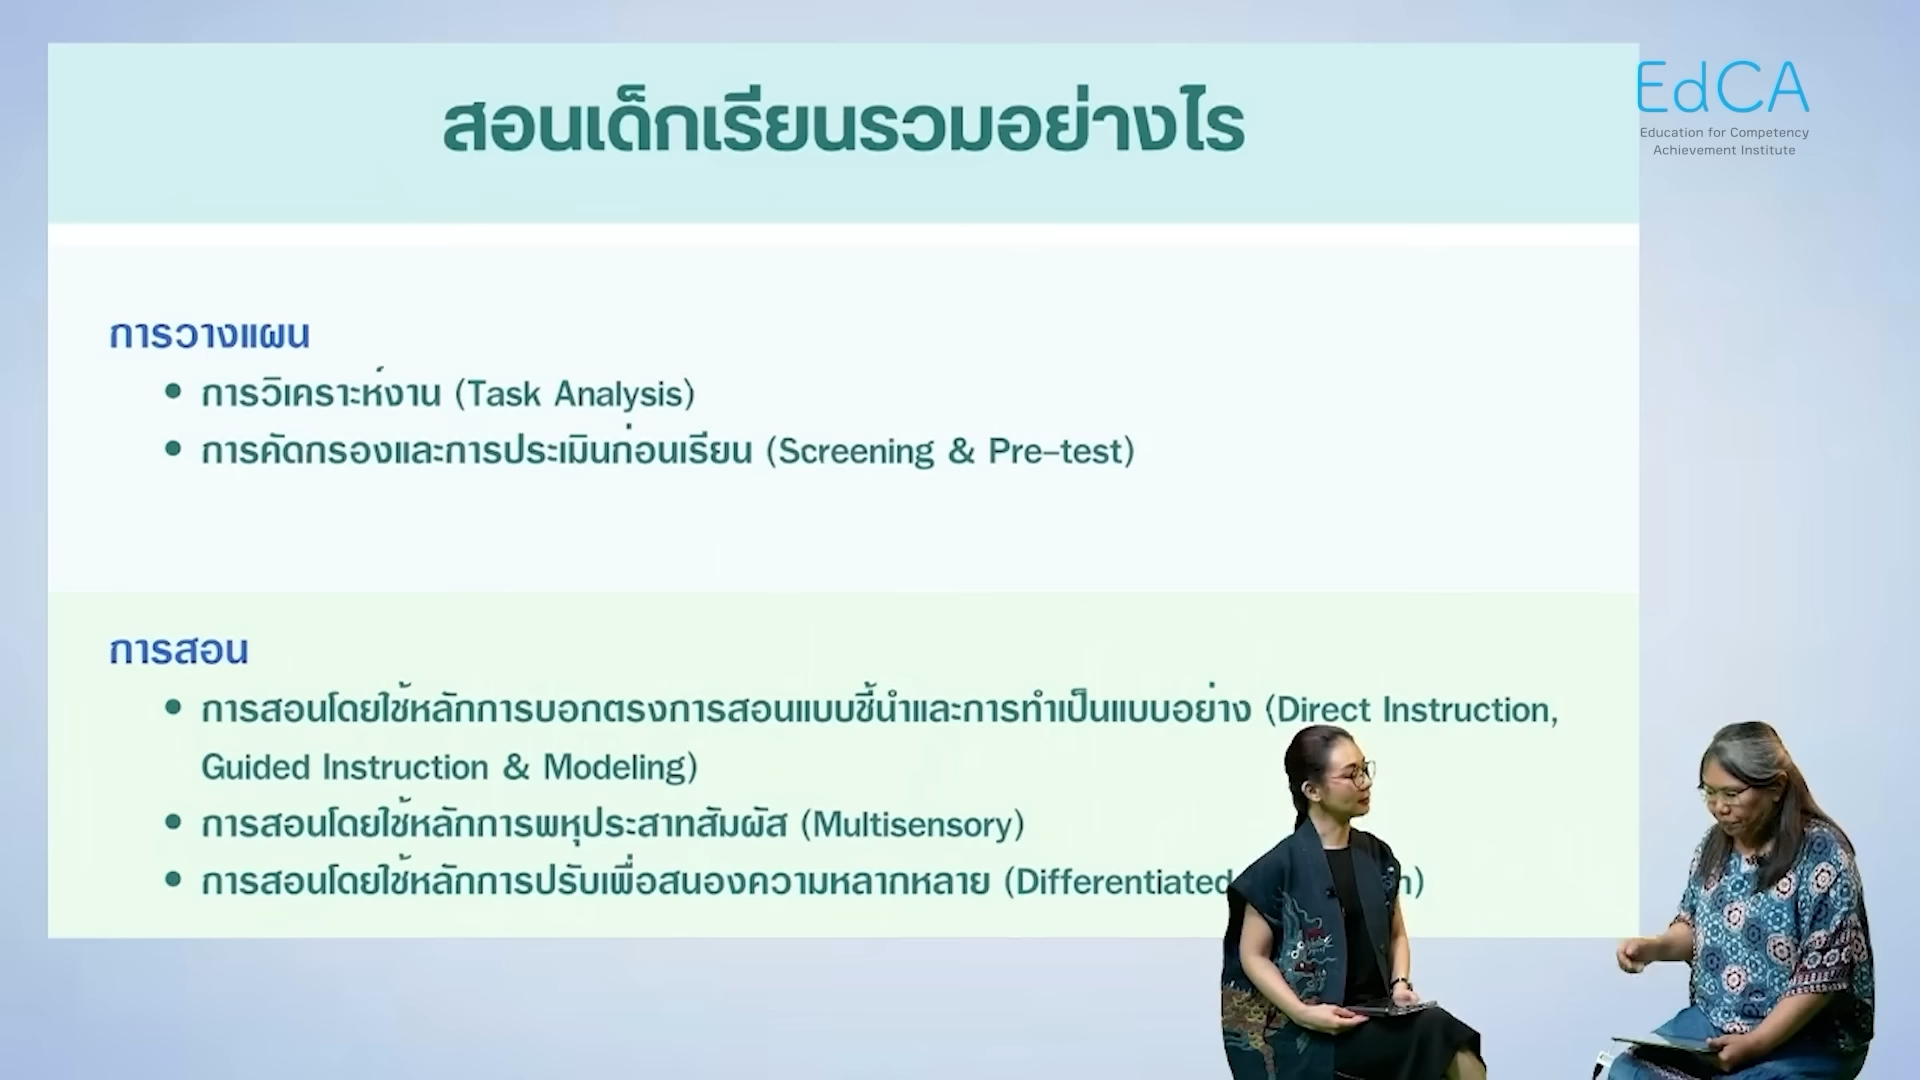 สอนเด็กเรียนรวมอย่างไร
EdCA
Education for Competency
Achievement Institute
การวางแผน
• การวิเคราะห์งาน (Task Analysis)
• การคัดกรองและการประเมินก่อนเรียน (Screening & Pre-test)
การสอน
• การสอนโดยใช้หลักการบอกตรงการสอนแบบชี้นำและการทำเป็นแบบอย่าง (Direct Instruction,
Guided Instruction & Modeling)
• การสอนโดยใช้หลักการพหุประสาทสัมผัส (Multisensory)
• การสอนโดยใช้หลักการปรับเพื่อสนองความหลากหลาย (Differentiated